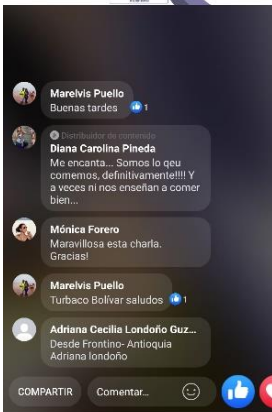 Marelvis Puello
Buenas tardes 1
Distribuidor de contenido
Diana Carolina Pineda
Me encanta... Somos lo qeu
comemos, definitivamente!!!! Y
a veces ni nos enseñan a comer
bien...
Mónica Forero
Maravillosa esta charla.
Gracias!
Marelvis Puello
Turbaco Bolívar saludos 1
Adriana Cecilia Londoño Guz...
Desde Frontino- Antioquia
Adriana londoño
COMPARTIR Comentar...